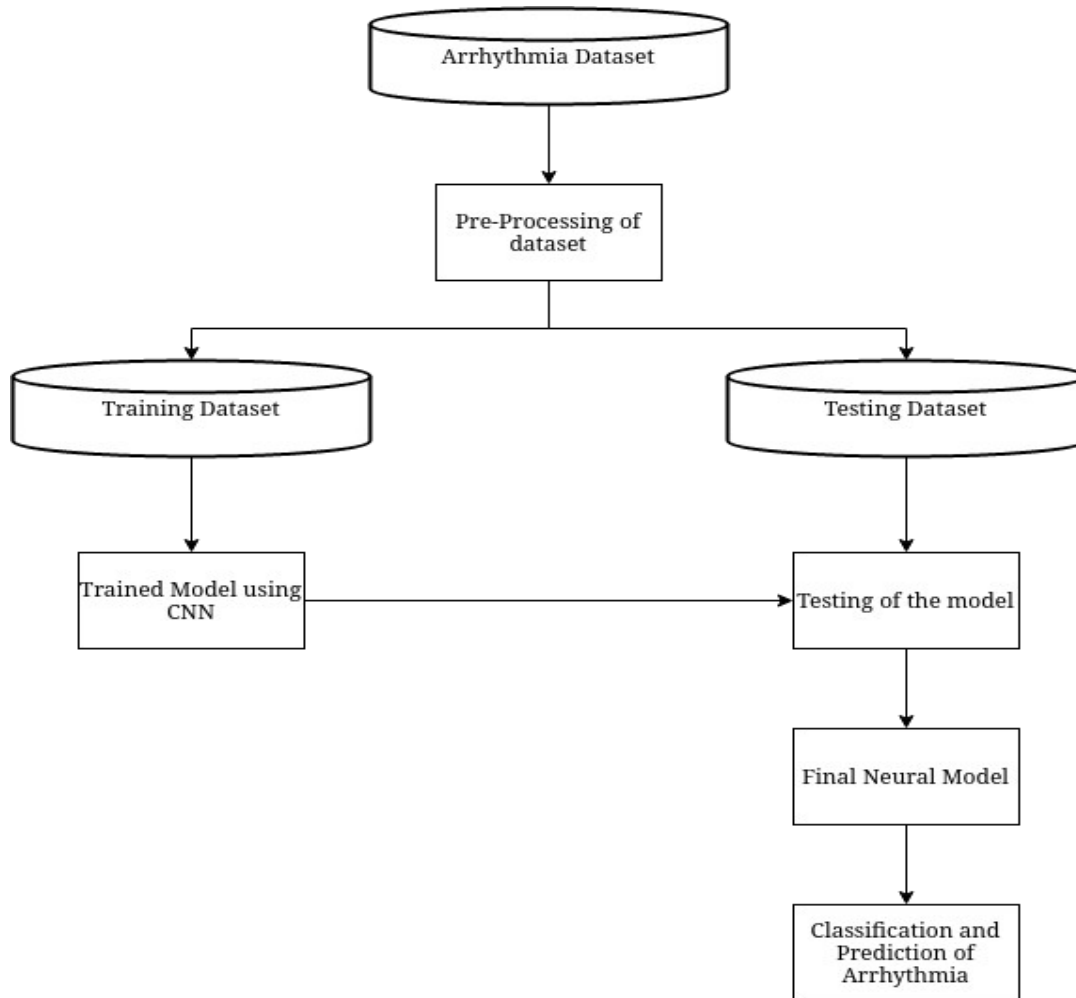 Arrhythmia Dataset
Pre-Processing of
dataset
Training Dataset
Testing Dataset
Trained Model using
CNN
Testing of the model
Final Neural Model
Classification and
Prediction of
Arrhythmia